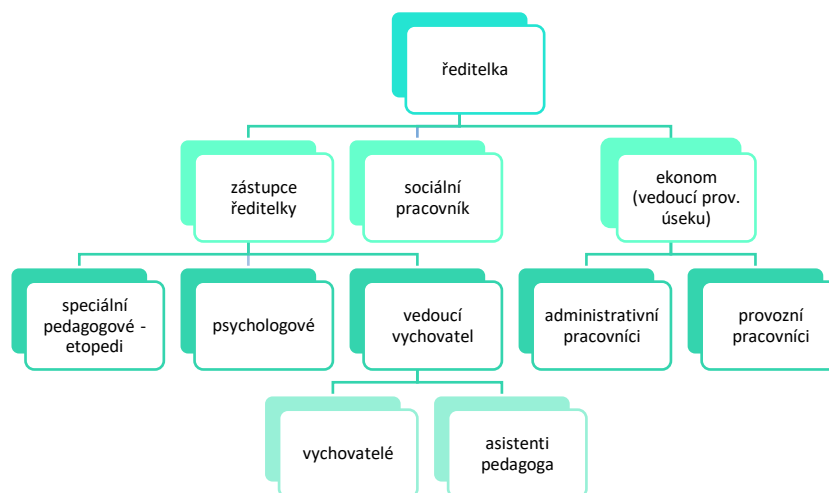 ředitelka
zástupce
ředitelky
sociální
pracovník
ekonom
(vedoucí prov.
úseku)
speciální
pedagogové -
etopedi
psychologové
vedoucí
vychovatel
administrativní
pracovníci
provozní
pracovníci
vychovatelé
asistenti
pedagoga